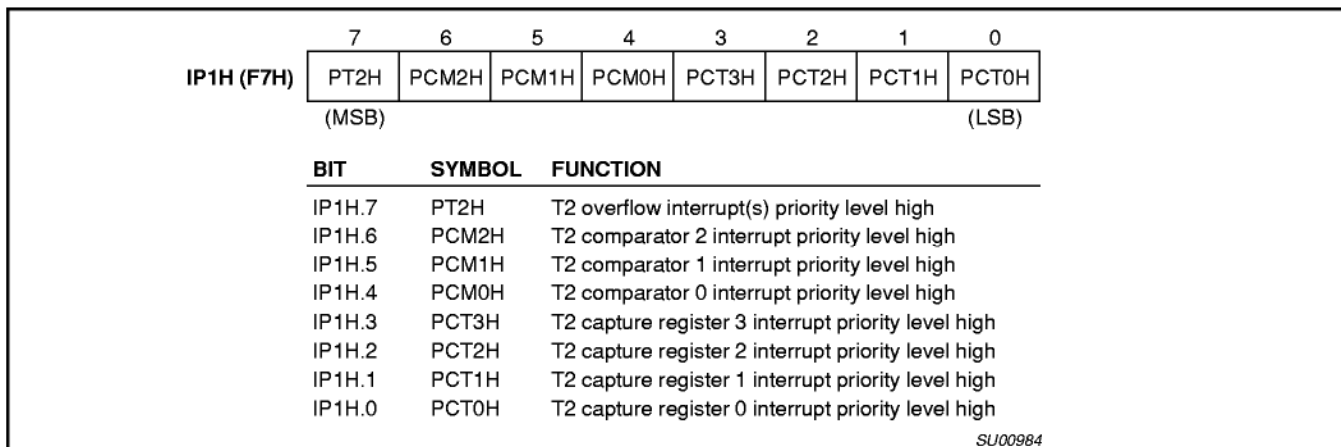 7 6 5 4 3 2 1 0
IP1H (F7H) PT2H PCM2H PCM1H PCM0H PCT3H PCT2H PCT1H PCT0H
(MSB) (LSB)
BIT SYMBOL FUNCTION
IP1H.7 PT2H T2 overflow interrupt(s) priority level high
IP1H.6 PCM2H T2 comparator 2 interrupt priority level high
IP1H.5 PCM1H T2 comparator 1 interrupt priority level high
IP1H.4 PCM0H T2 comparator 0 interrupt priority level high
IP1H.3 PCT3H T2 capture register 3 interrupt priority level high
IP1H.2 PCT2H T2 capture register 2 interrupt priority level high
IP1H.1 PCT1H T2 capture register 1 interrupt priority level high
IP1H.0 PCT0H T2 capture register 0 interrupt priority level high
SU00984